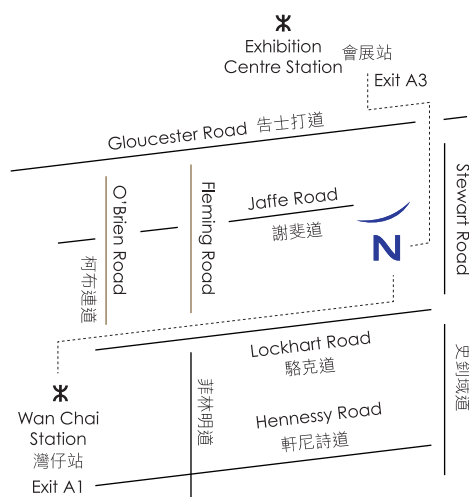 Exhibition
Centre Station
會展站
Exit A3
Gloucester Road 告士打道
O'Brien Road
柯布連道
Fleming Road
菲林明道
Jaffe Road
謝斐道
Stewart Road
史釗域道
N
Lockhart Road
駱克道
Hennessy Road
軒尼詩道
Wan Chai
Station
灣仔站
Exit A1